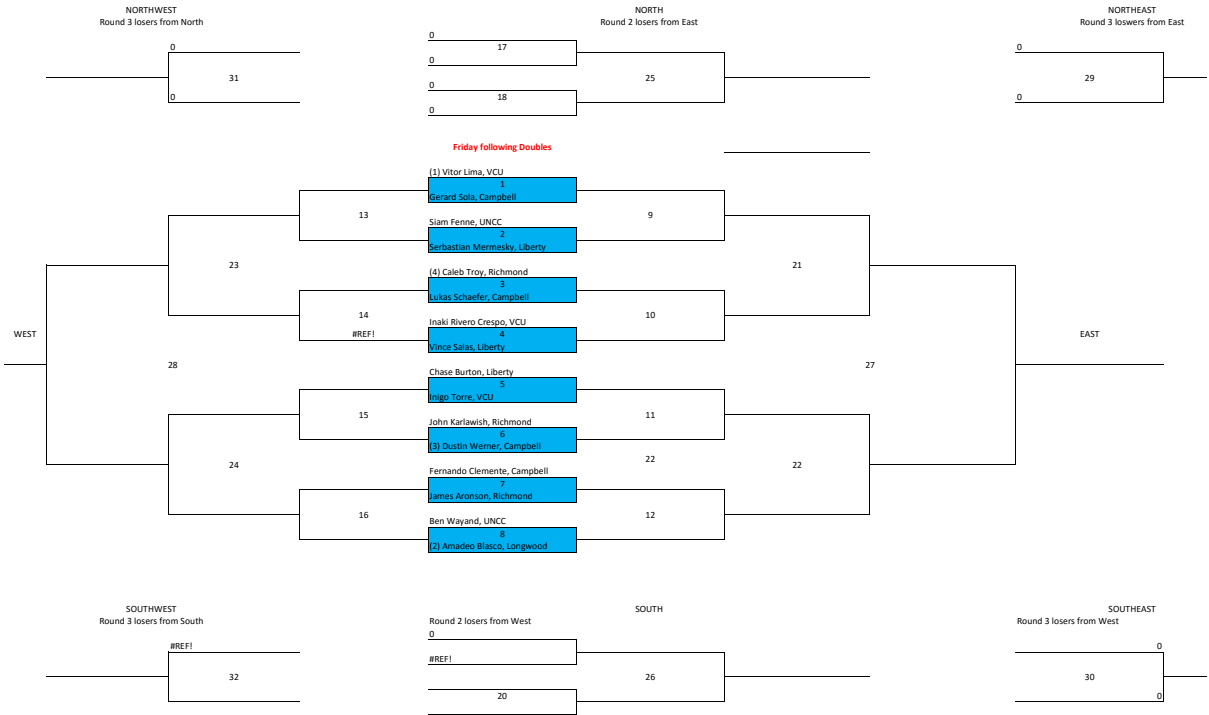 NORTHWEST
Round 3 losers from North
NORTH
Round 2 losers from East
NORTHEAST
Round 3 loswers from East
0
31
0
0
17
0
25
0
18
0
0
29
0
Friday following Doubles
(1) Vitor Lima, VCU
1
Gerard Sola, Campbell
13
9
Siam Fenne, UNCC
2
Serbastian Mermesky, Liberty
23
21
(4) Caleb Troy, Richmond
3
Lukas Schaefer, Campbell
14
10
Inaki Rivero Crespo, VCU
#REF!
4
Vince Salas, Liberty
WEST
EAST
28
27
Chase Burton, Liberty
5
Inigo Torre, VCU
15
11
John Karlawish, Richmond
6
(3) Dustin Werner, Campbell
24
22
22
Fernando Clemente, Campbell
7
James Aronson, Richmond
16
12
Ben Wayand, UNCC
8
(2) Amadeo Blasco, Longwood
SOUTHWEST
Round 3 losers from South
SOUTH
Round 2 losers from West
SOUTHEAST
Round 3 losers from West
#REF!
32
0
#REF!
26
20
0
30
0